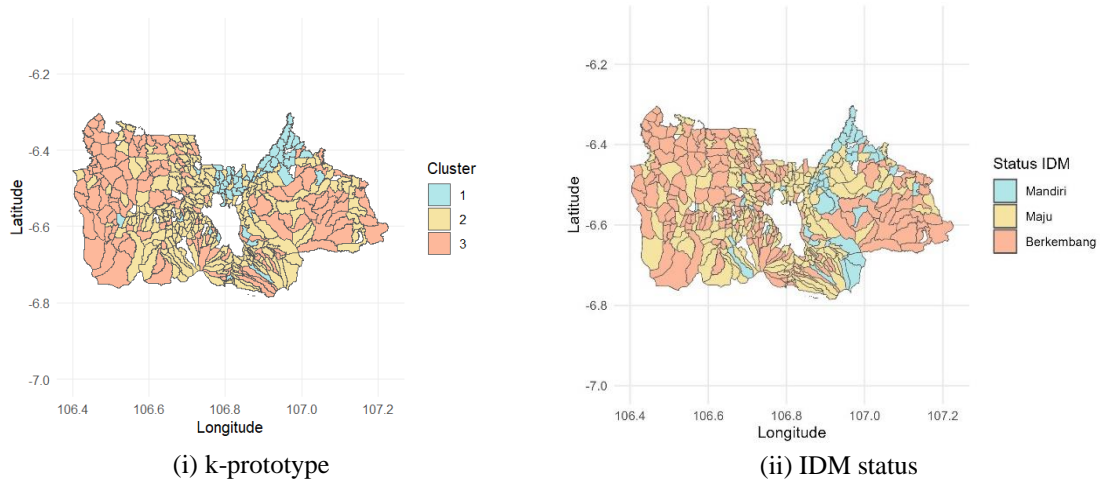 -6.2
-6.4
-6.6
-6.8
-7.0
Latitude
106.4 106.6 106.8 107.0 107.2
Longitude
Cluster
1
2
3
(i) k-prototype
-6.2
-6.4
-6.6
-6.8
-7.0
Latitude
106.4 106.6 106.8 107.0 107.2
Longitude
Status IDM
Mandiri
Maju
Berkembang
(ii) IDM status